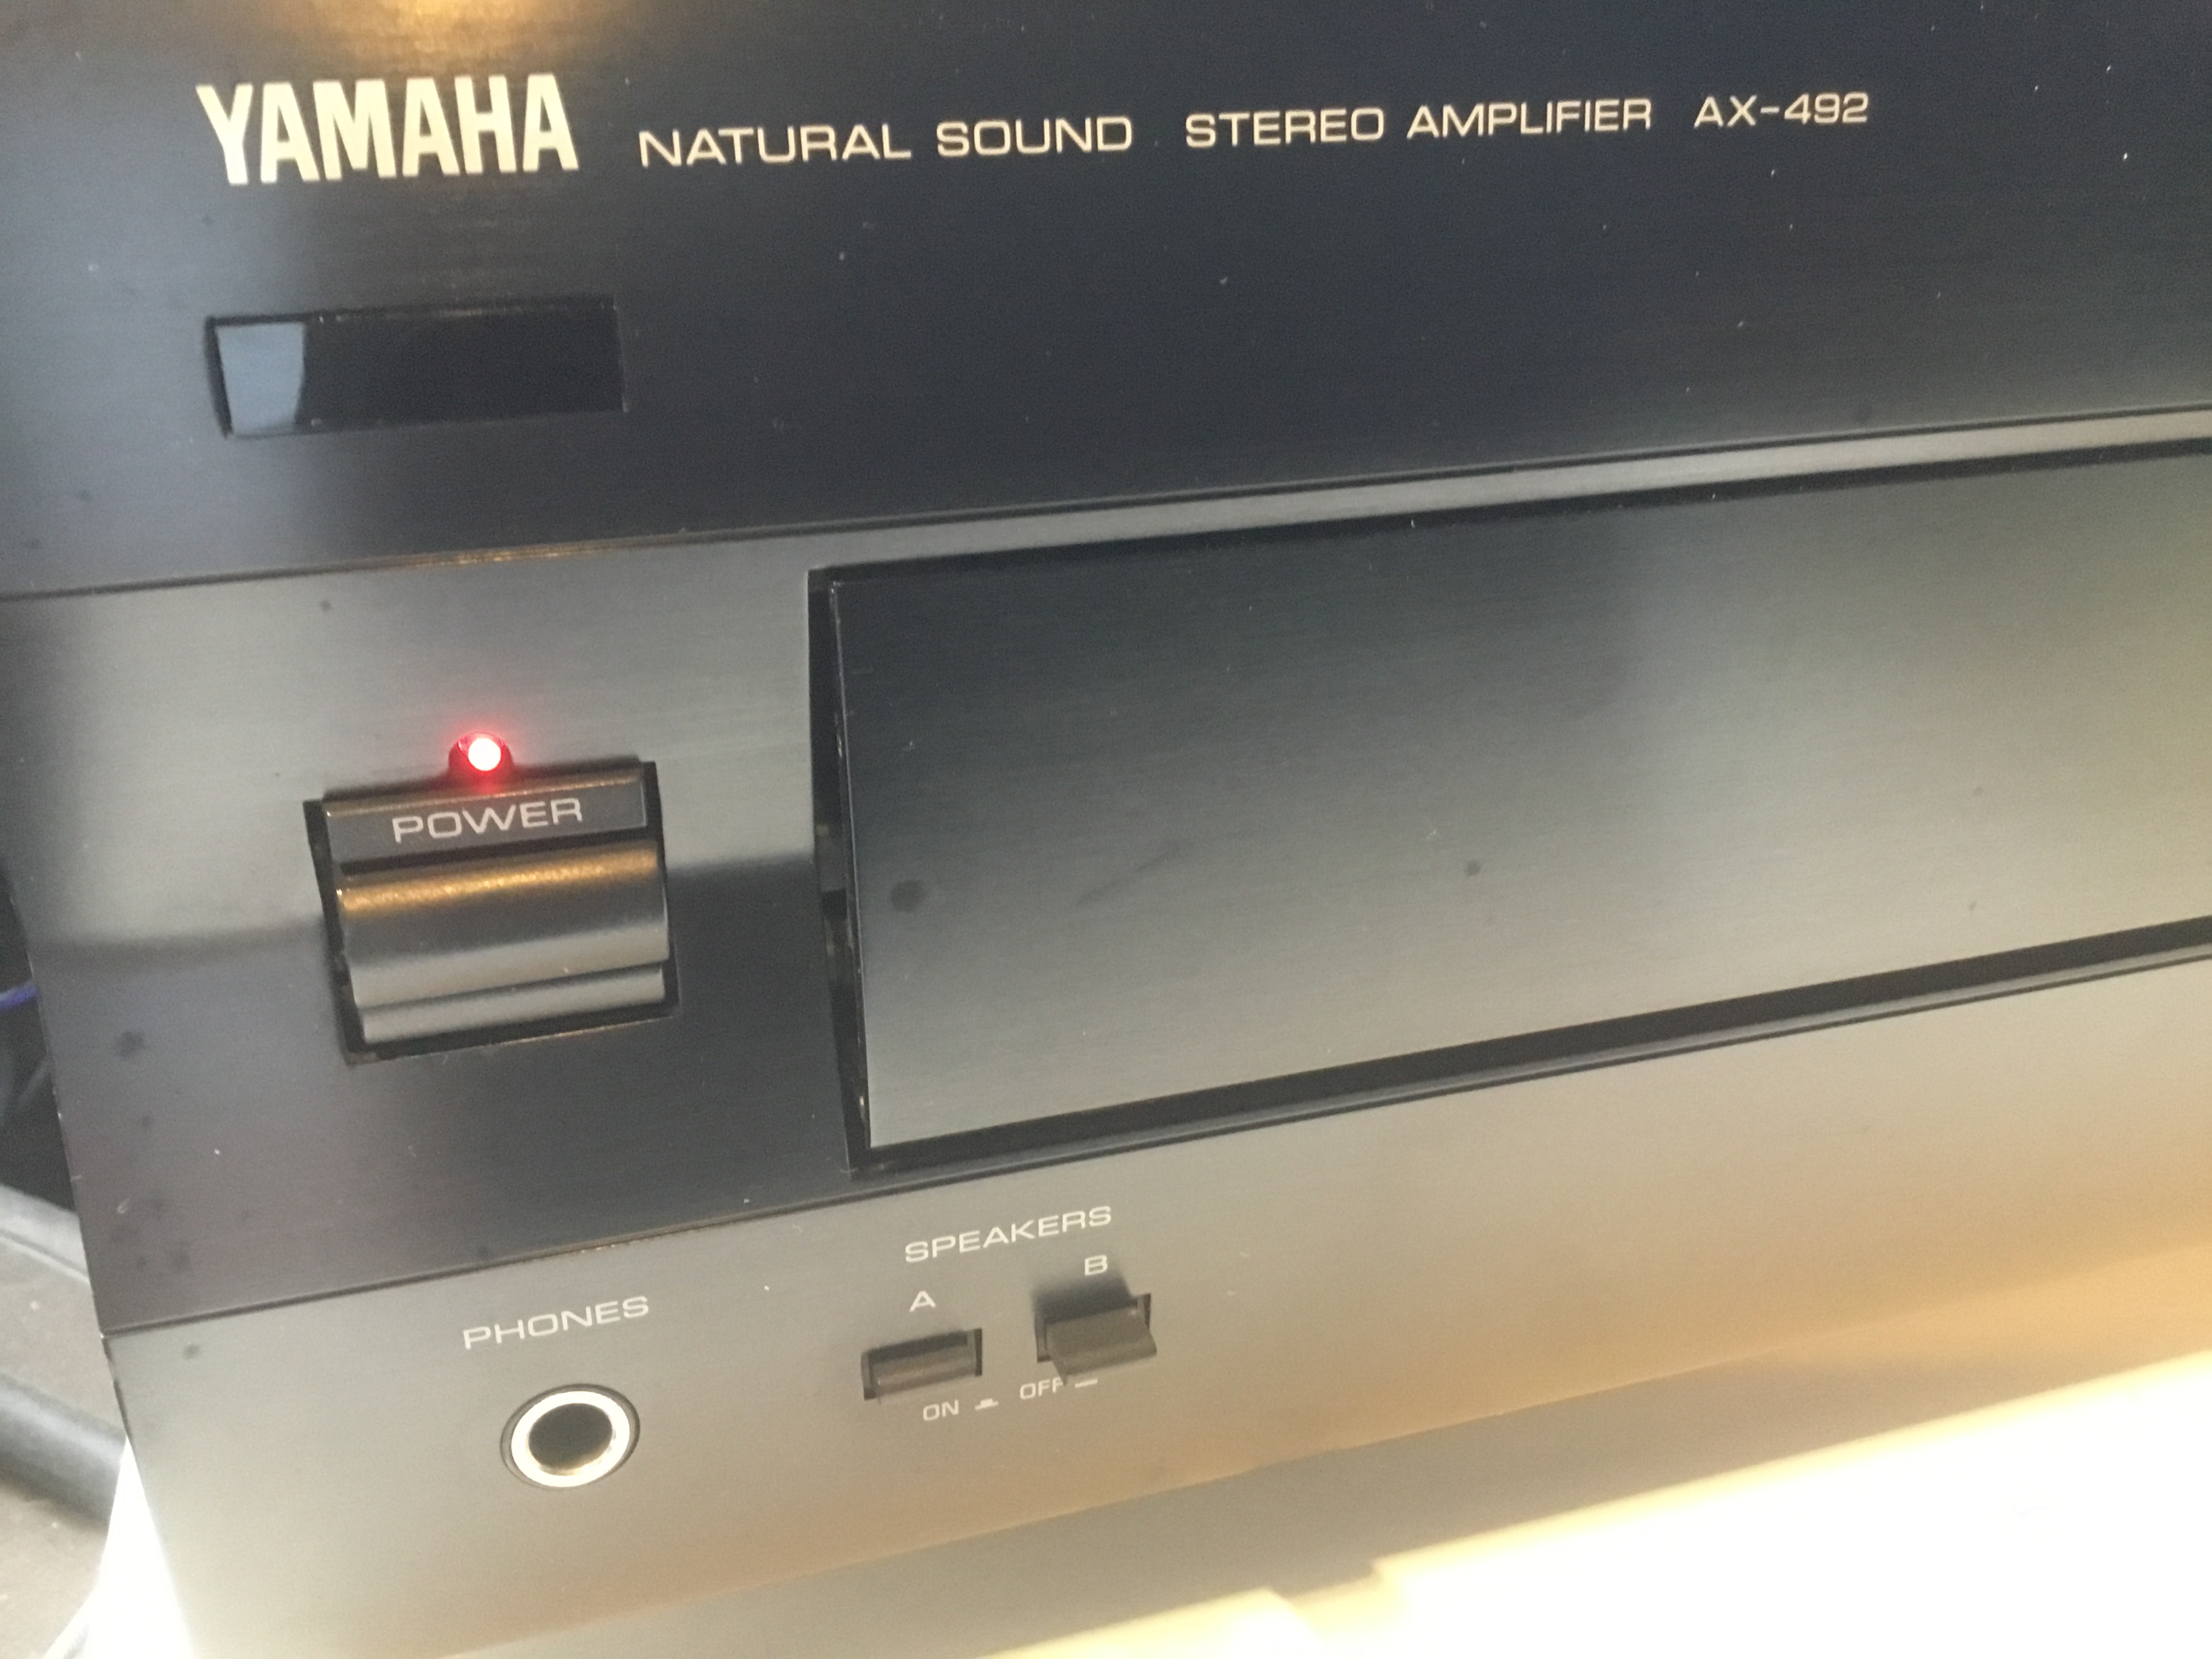 YAMAHA NATURAL SOUND STEREO AMPLIFIER AX-492
POWER
SPEAKERS
A B
PHONES
ON OFF